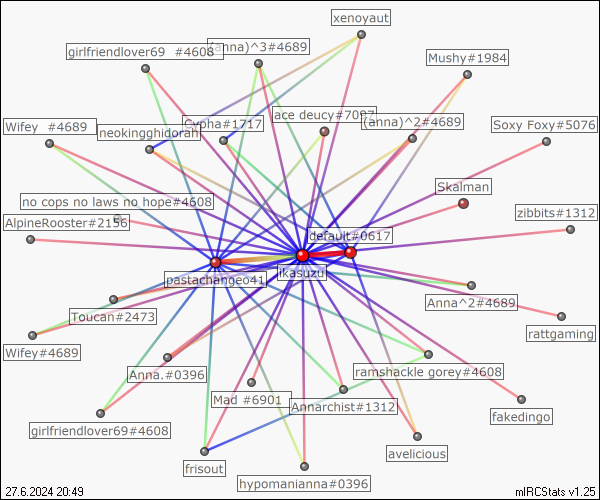 xenoyaut
girlfriendlover69 #4608
(anna)^3#4689
Mushy#1984
ace deucy#7097
Cypha#1717
(anna)^2#4689
Wifey #4689
neokingghidorah
Soxy Foxy#5076
Skalman
no cops no laws no hope#4608
zibbits#1312
AlpineRooster#2156
default#0617
ikasuzu
pastachangeo41
Anna^2#4689
Toucan#2473
rattgaming
Wifey#4689
Anna.#0396
ramshackle gorey#4608
Mad #6901
Annarchist#1312
fakedingo
girlfriendlover69#4608
avelicious
frisout
hypomanianna#0396
27.6.2024 20:49
mIRCStats v1.25